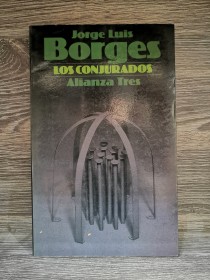 Jorge Luis
Borges
LOS CONJURADOS
Alianza Tres